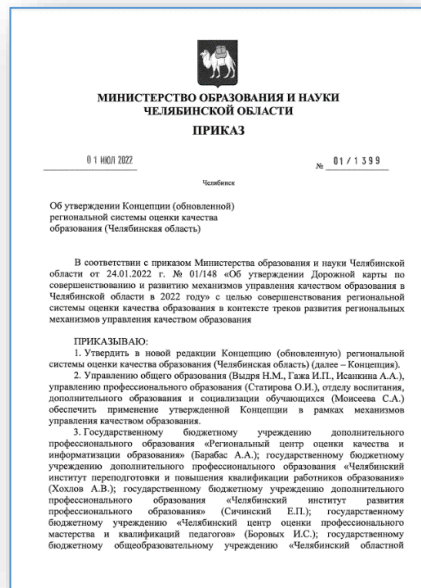 МИНИСТЕРСТВО ОБРАЗОВАНИЯ И НАУКИ
ЧЕЛЯБИНСКОЙ ОБЛАСТИ
ПРИКАЗ
01 ИЮЛ 2022
№ 01/1399
Челябинск
Об утверждении Концепции (обновленной)
региональной системы оценки качества
образования (Челябинская область)
В соответствии с приказом Министерства образования и науки Челябинской
области от 24.01.2022 г. № 01/148 «Об утверждении Дорожной карты по
совершенствованию и развитию механизмов управления качеством образования в
Челябинской области в 2022 году» с целью совершенствования региональной
системы оценки качества образования в контексте треков развития региональных
механизмов управления качеством образования
ПРИКАЗЫВАЮ:
1. Утвердить в новой редакции Концепцию (обновленную) региональной
системы оценки качества образования (Челябинская область) (далее – Концепция).
2. Управлению общего образования (Выдря Н.М., Гажа И.П., Исанкина А.А.),
управлению профессионального образования (Статирова О.И.), отделу воспитания,
дополнительного образования и социализации обучающихся (Моисеева С.А.)
обеспечить применение утвержденной Концепции в рамках механизмов
управления качеством образования.
3. Государственному бюджетному учреждению дополнительного
профессионального образования «Региональный центр оценки качества и
информатизации образования» (Барабас А.А.); государственному бюджетному
учреждению дополнительного профессионального образования «Челябинский
институт переподготовки и повышения квалификации работников образования»
(Хохлов А.В.); государственному бюджетному учреждению дополнительного
профессионального образования «Челябинский институт развития
профессионального образования» (Сичинский Е.П.); государственному
бюджетному учреждению «Челябинский центр оценки профессионального
мастерства и квалификаций педагогов» (Боровых И.С.); государственному
бюджетному общеобразовательному учреждению «Челябинский областной